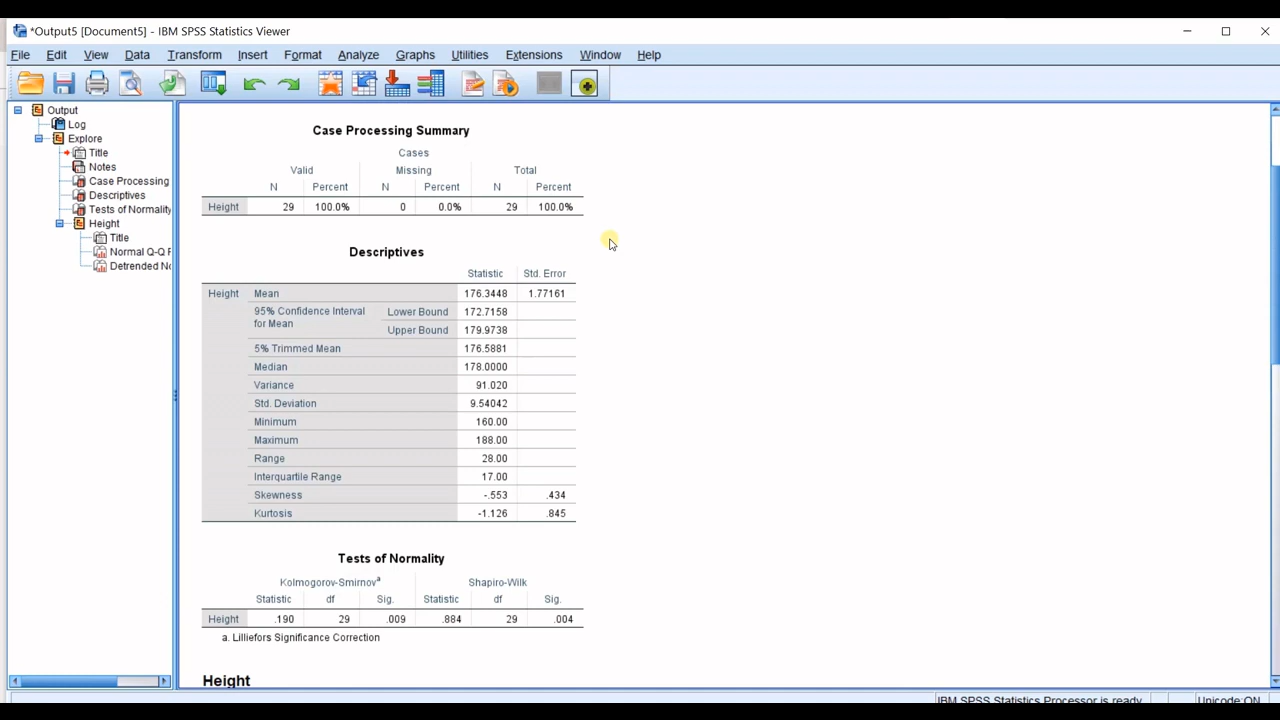 *Output5 [Document5] - IBM SPSS Statistics Viewer
File Edit View Data Transform Insert Format Analyze Graphs Utilities Extensions Window Help
Output
Log
Explore
Title
Notes
Case Processing
Descriptives
Tests of Normality
Height
Title
Normal Q-Q P
Detrended No
Case Processing Summary
Cases
Valid Missing Total
N Percent N Percent N Percent
Height 29 100.0% 0 0.0% 29 100.0%
Descriptives
Statistic Std. Error
Height Mean 176.3448 1.77161
95% Confidence Interval for Mean Lower Bound 172.7158
Upper Bound 179.9738
5% Trimmed Mean 176.5881
Median 178.0000
Variance 91.020
Std. Deviation 9.54042
Minimum 160.00
Maximum 188.00
Range 28.00
Interquartile Range 17.00
Skewness -.553 .434
Kurtosis -1.126 .845
Tests of Normality
Kolmogorov-Smirnovª Shapiro-Wilk
Statistic df Sig. Statistic df Sig.
Height .190 29 .009 .884 29 .004
a. Lilliefors Significance Correction
Height
IBM SPSS Statistics Processor is ready Unicode:ON